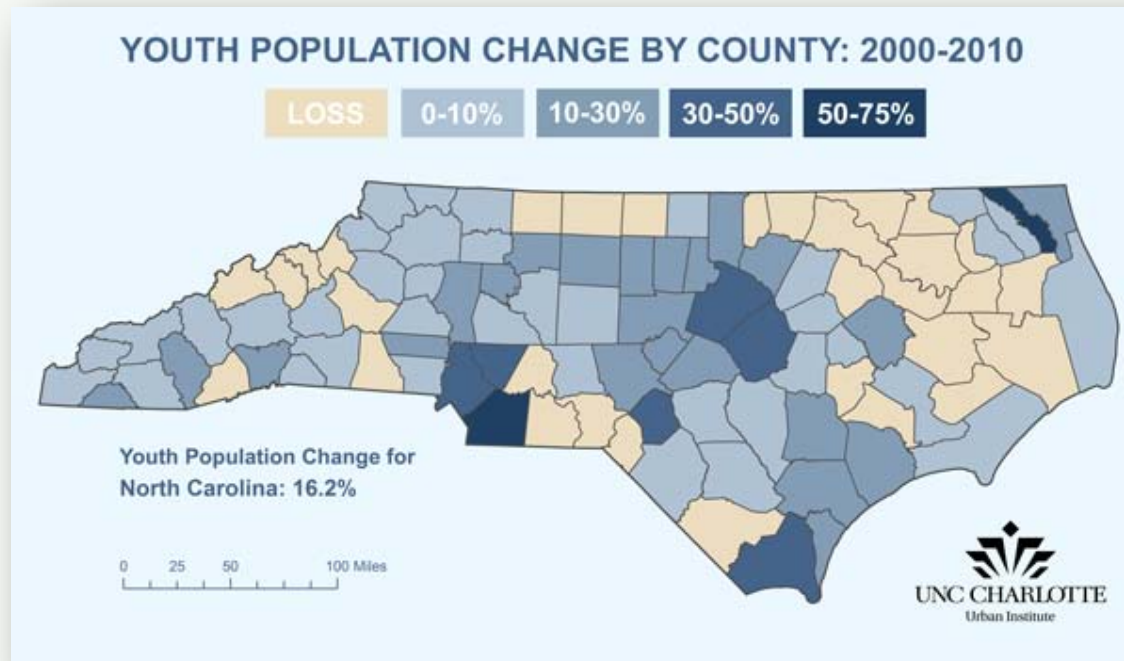 YOUTH POPULATION CHANGE BY COUNTY: 2000-2010
LOSS 0-10% 10-30% 30-50% 50-75%
Youth Population Change for
North Carolina: 16.2%
0 25 50 100 Miles
UNC CHARLOTTE
Urban Institute